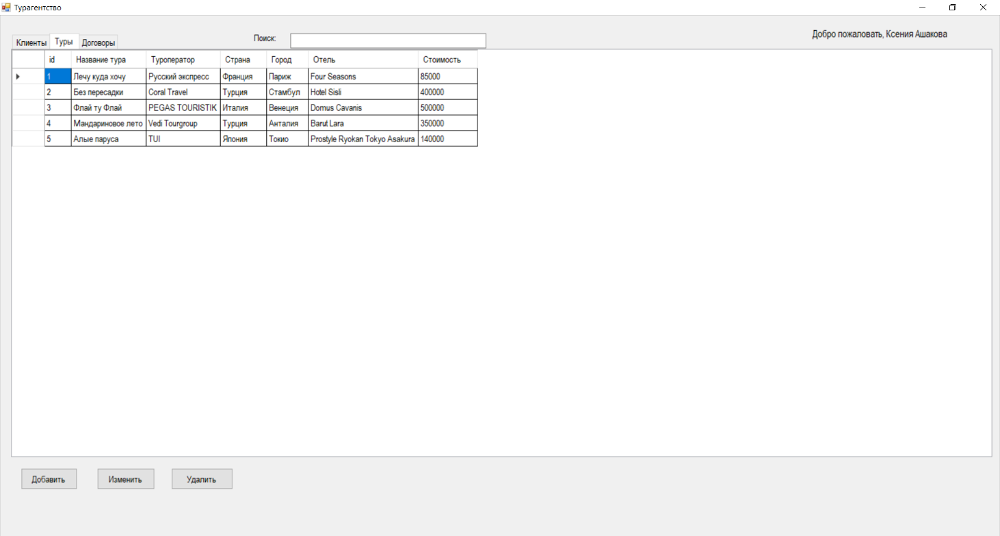 Турагентство
Добро пожаловать, Ксения Ашакова
Клиенты Туры Договоры Поиск:
id Название тура Туроператор Страна Город Отель Стоимость
1 Лечу куда хочу Русский экспресс Франция Париж Four Seasons 85000
2 Без пересадки Coral Travel Турция Стамбул Hotel Sisli 400000
3 Флай ту Флай PEGAS TOURISTIK Италия Венеция Domus Cavanis 500000
4 Мандариновое лето Vedi Tourgroup Турция Анталия Barut Lara 350000
5 Алые паруса TUI Япония Токио Prostyle Ryokan Tokyo Asakura 140000
Добавить Изменить Удалить